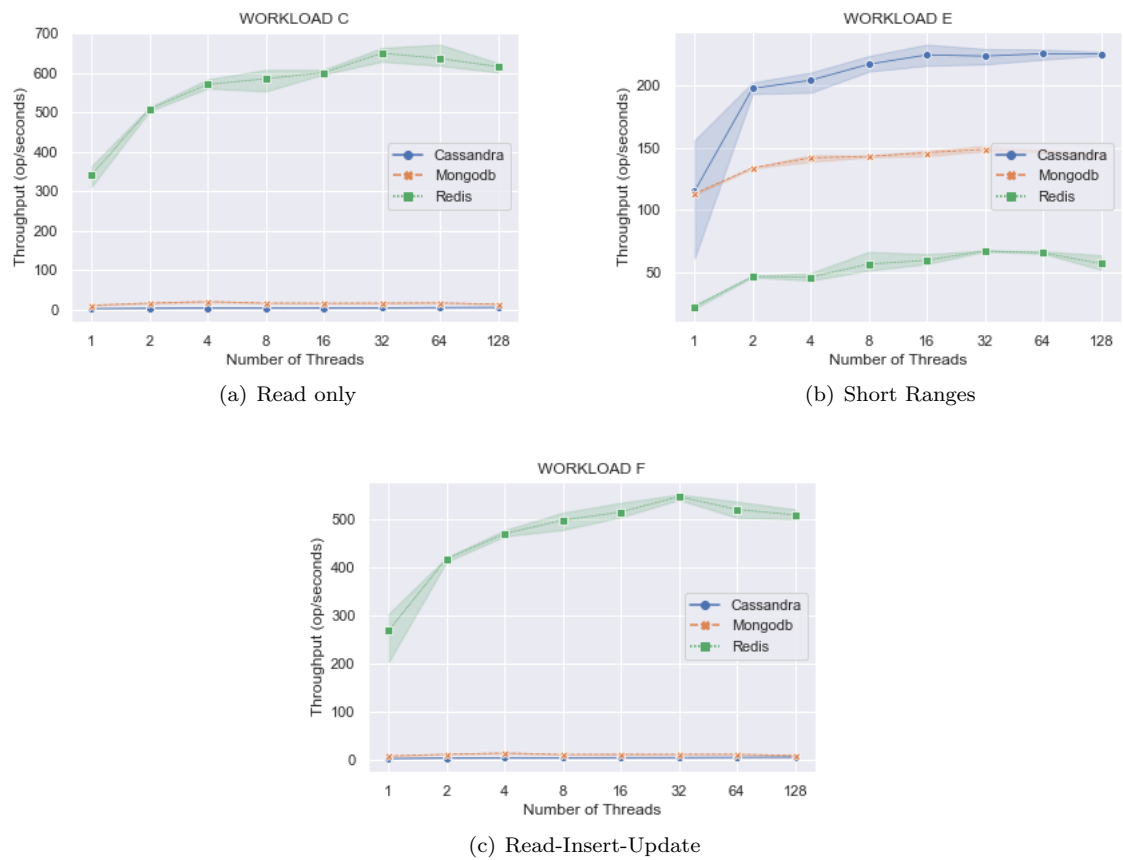 WORKLOAD C
700
600
500
400
300
200
100
0
Throughput (op/seconds)
Cassandra
Mongodb
Redis
1 2 4 8 16 32 64 128
Number of Threads
(a) Read only
WORKLOAD E
200
150
100
50
Throughput (op/seconds)
Cassandra
Mongodb
Redis
1 2 4 8 16 32 64 128
Number of Threads
(b) Short Ranges
WORKLOAD F
500
400
300
200
100
0
Throughput (op/seconds)
Cassandra
Mongodb
Redis
1 2 4 8 16 32 64 128
Number of Threads
(c) Read-Insert-Update